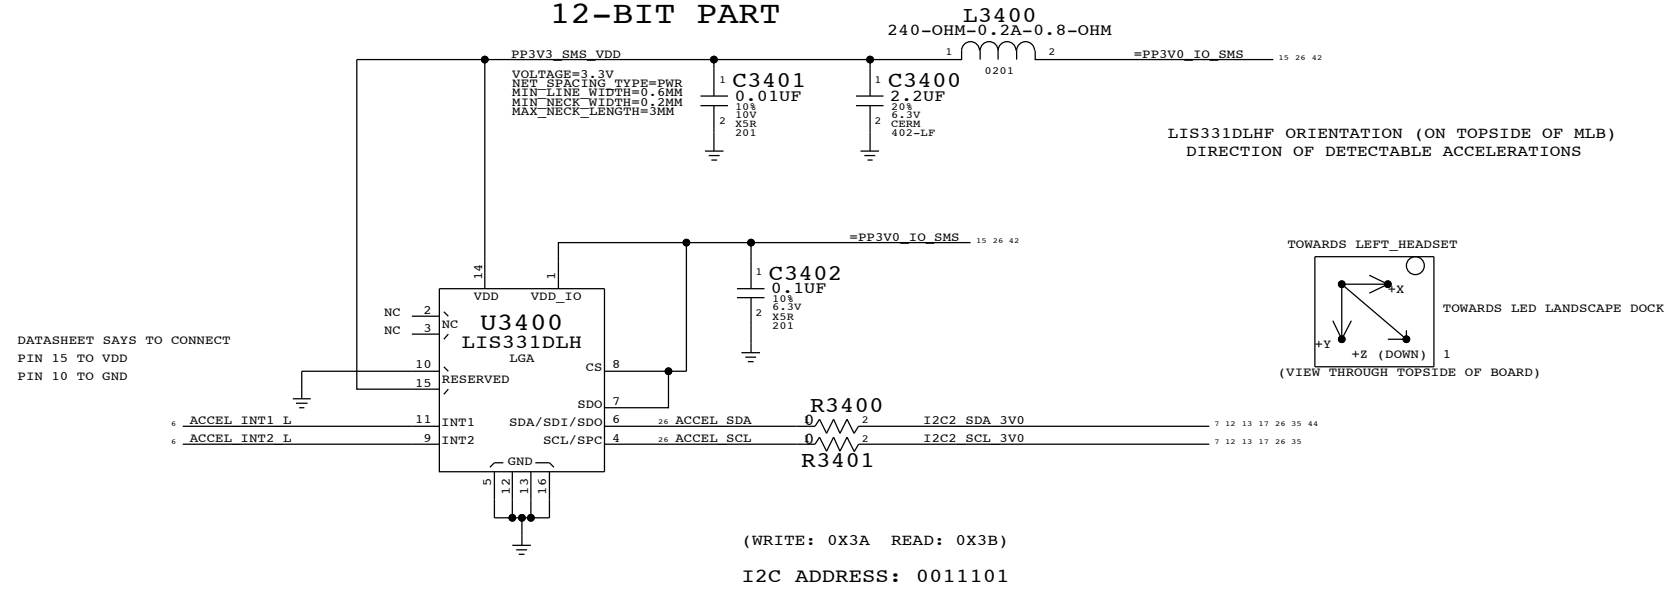 12-BIT PART
L3400
240-OHM-0.2A-0.8-OHM
PP3V3_SMS_VDD
1
2
=PP3V0_IO_SMS
15 26 42
0201
VOLTAGE=3.3V
NET_SPACING_TYPE=PWR
MIN_LINE_WIDTH=0.6MM
MIN_NECK_WIDTH=0.2MM
MAX_NECK_LENGTH=3MM
1
C3401
0.01UF
10%
10V
X5R
201
2
1
C3400
2.2UF
20%
6.3V
CERM
402-LF
2
LIS331DLHF ORIENTATION (ON TOPSIDE OF MLB)
DIRECTION OF DETECTABLE ACCELERATIONS
=PP3V0_IO_SMS
15 26 42
1
C3402
0.1UF
10%
6.3V
X5R
201
2
TOWARDS LEFT_HEADSET
+X
TOWARDS LED LANDSCAPE DOCK
+Y
+Z (DOWN)
1
(VIEW THROUGH TOPSIDE OF BOARD)
14
1
VDD
VDD_IO
NC
2
NC
3
NC
U3400
LIS331DLH
LGA
DATASHEET SAYS TO CONNECT
PIN 15 TO VDD
PIN 10 TO GND
10
15
RESERVED
CS
8
SDO
7
6
ACCEL_INT1_L
11
INT1
6
ACCEL_INT2_L
9
INT2
SDA/SDI/SDO
6
26
ACCEL_SDA
SCL/SPC
4
26
ACCEL_SCL
R3400
0
2
I2C2_SDA_3V0
7 12 13 17 26 35 44
0
2
I2C2_SCL_3V0
7 12 13 17 26 35
R3401
GND
5
12
13
16
(WRITE: 0X3A READ: 0X3B)
I2C ADDRESS: 0011101